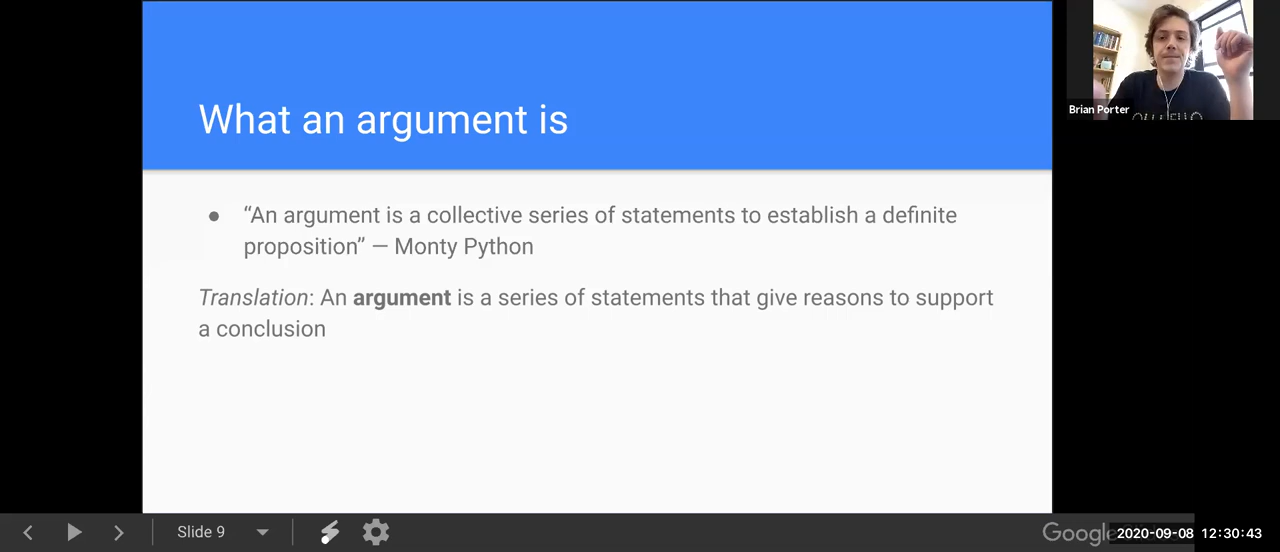 What an argument is
● “An argument is a collective series of statements to establish a definite
proposition” — Monty Python
Translation: An argument is a series of statements that give reasons to support
a conclusion
Brian Porter
Slide 9
Google
2020-09-08 12:30:43